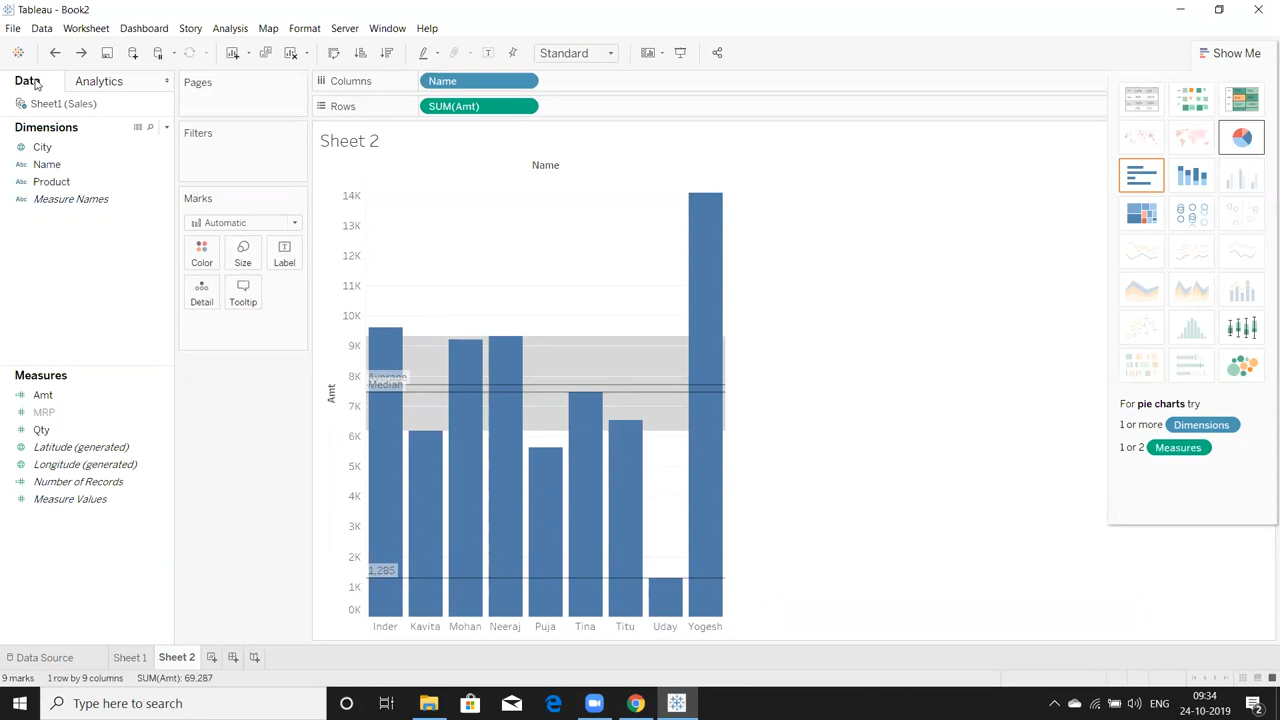 Tableau - Book2
File Data Worksheet Dashboard Story Analysis Map Format Server Window Help
Standard
Show Me
Data Analytics
Sheet1 (Sales)
Dimensions
City
Abc Name
Abc Product
Abc Measure Names
Measures
Amt
MRP
Qty
Latitude (generated)
Longitude (generated)
Number of Records
Measure Values
Pages
Filters
Marks
Automatic
Color Size Label
Detail Tooltip
Columns Name
Rows SUM(Amt)
Sheet 2
Name
14K
13K
12K
11K
10K
9K
8K
7K
6K
5K
4K
3K
2K
1K
0K
Amt
Average
Median
1,285
Inder Kavita Mohan Neeraj Puja Tina Titu Uday Yogesh
For pie charts try
1 or more Dimensions
1 or 2 Measures
Data Source Sheet 1 Sheet 2
9 marks 1 row by 9 columns SUM(Amt): 69,287
Type here to search
ENG
09:34
24-10-2019
2